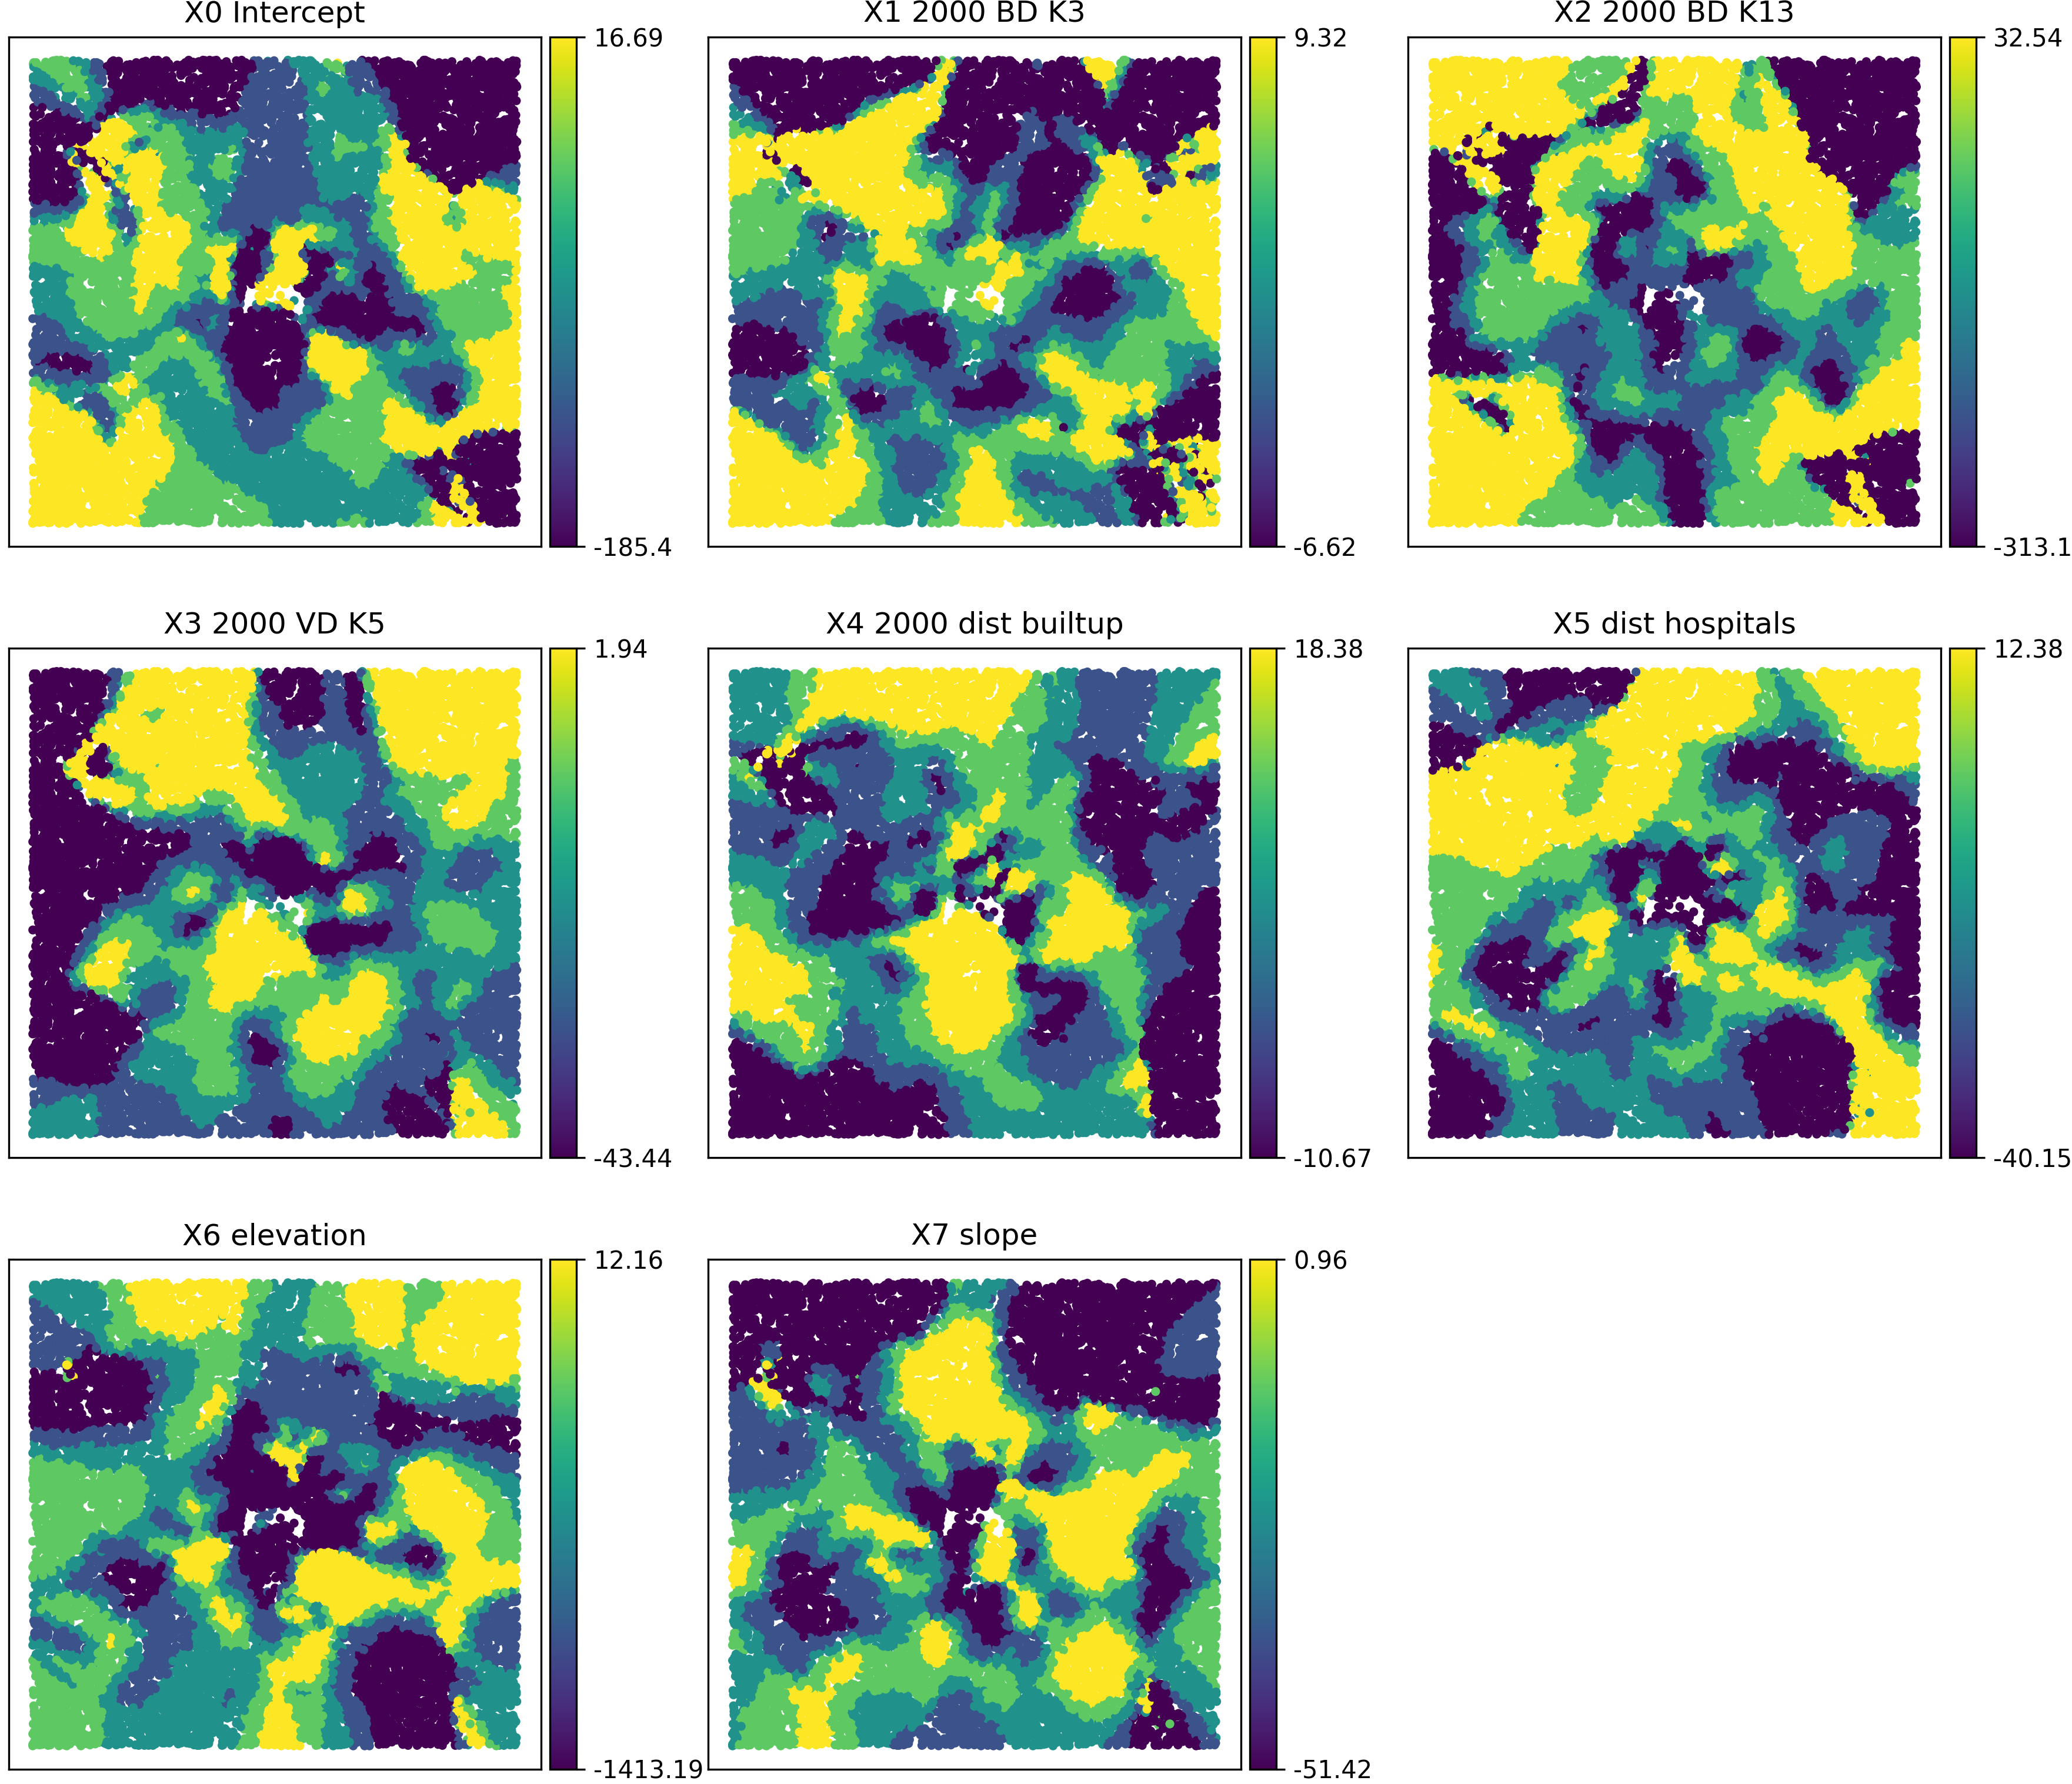 X0 Intercept
16.69
-185.4
X1 2000 BD K3
9.32
-6.62
X2 2000 BD K13
32.54
-313.1
X3 2000 VD K5
1.94
-43.44
X4 2000 dist builtup
18.38
-10.67
X5 dist hospitals
12.38
-40.15
X6 elevation
12.16
-1413.19
X7 slope
0.96
-51.42